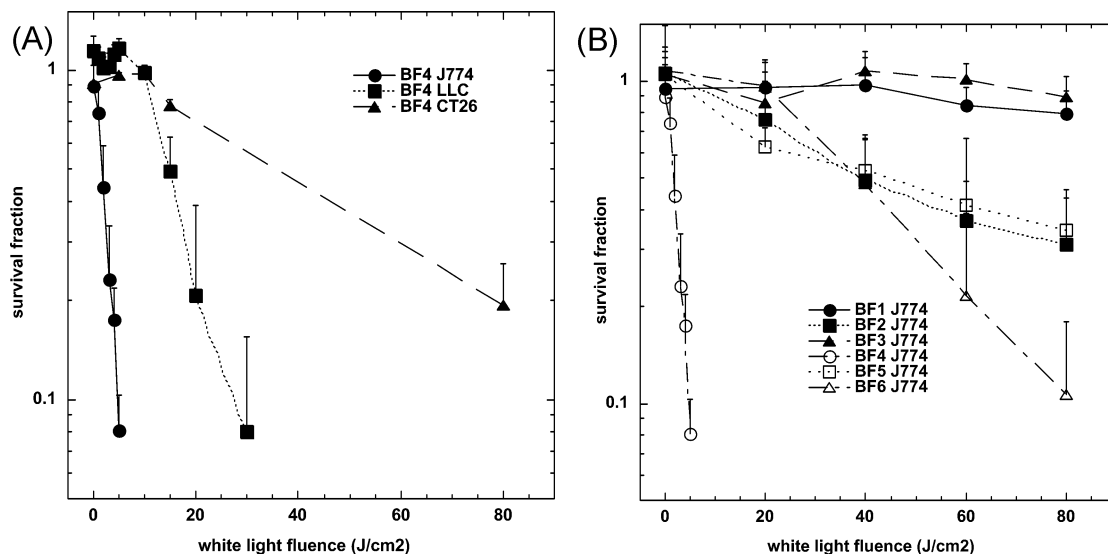 (A)
1
0.1
survival fraction
BF4 J774
BF4 LLC
BF4 CT26
0 20 40 60 80
white light fluence (J/cm2)
(B)
1
0.1
survival fraction
BF1 J774
BF2 J774
BF3 J774
BF4 J774
BF5 J774
BF6 J774
0 20 40 60 80
white light fluence (J/cm2)